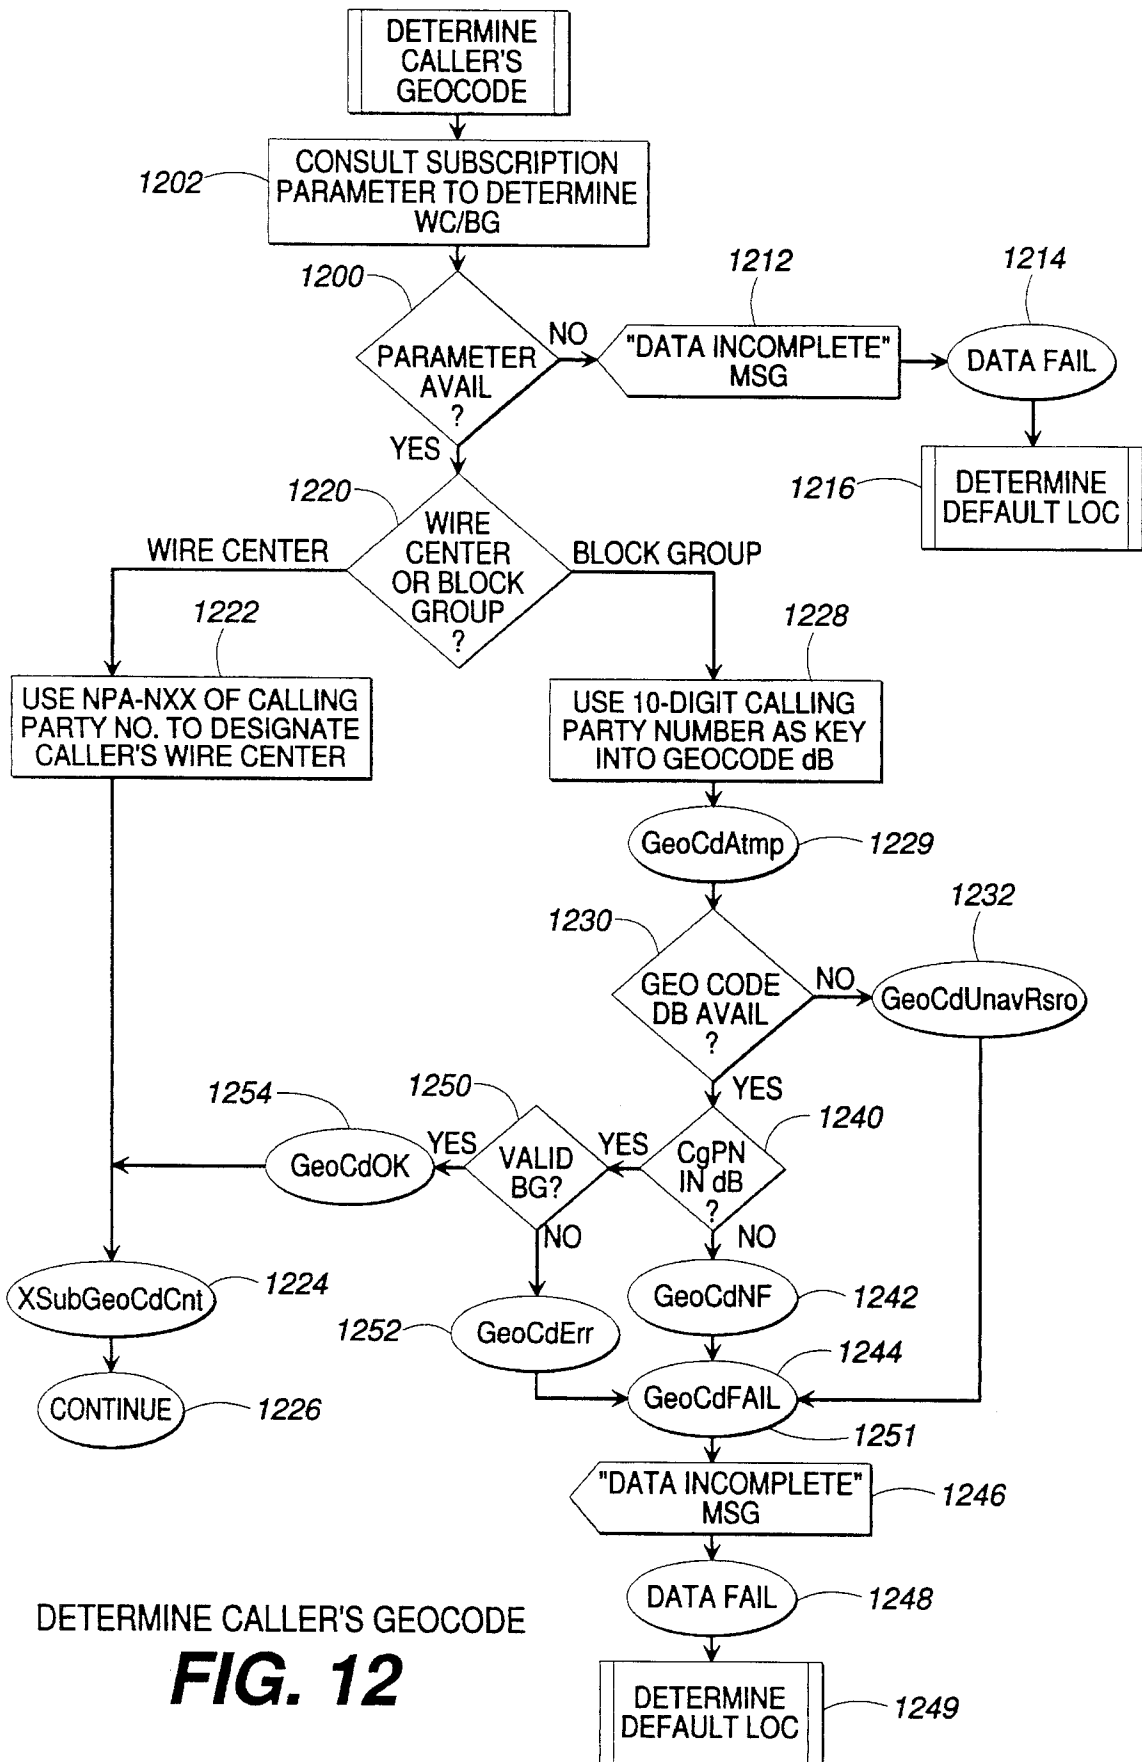 DETERMINE
CALLER'S
GEOCODE
1202
CONSULT SUBSCRIPTION
PARAMETER TO DETERMINE
WC/BG
1200
PARAMETER
AVAIL
?
NO
1212
"DATA INCOMPLETE"
MSG
1214
DATA FAIL
1216
DETERMINE
DEFAULT LOC
YES
1220
WIRE
CENTER
OR BLOCK
GROUP
?
WIRE CENTER
BLOCK GROUP
1222
USE NPA-NXX OF CALLING
PARTY NO. TO DESIGNATE
CALLER'S WIRE CENTER
1228
USE 10-DIGIT CALLING
PARTY NUMBER AS KEY
INTO GEOCODE dB
GeoCdAtmp
1229
1230
GEO CODE
DB AVAIL
?
NO
1232
GeoCdUnavRsro
YES
1240
CgPN
IN dB
?
YES
1250
VALID
BG?
YES
1254
GeoCdOK
NO
NO
XSubGeoCdCnt
1224
CONTINUE
1226
1252
GeoCdErr
GeoCdNF
1242
1244
GeoCdFAIL
1251
"DATA INCOMPLETE"
MSG
1246
DATA FAIL
1248
DETERMINE
DEFAULT LOC
1249
DETERMINE CALLER'S GEOCODE
FIG. 12